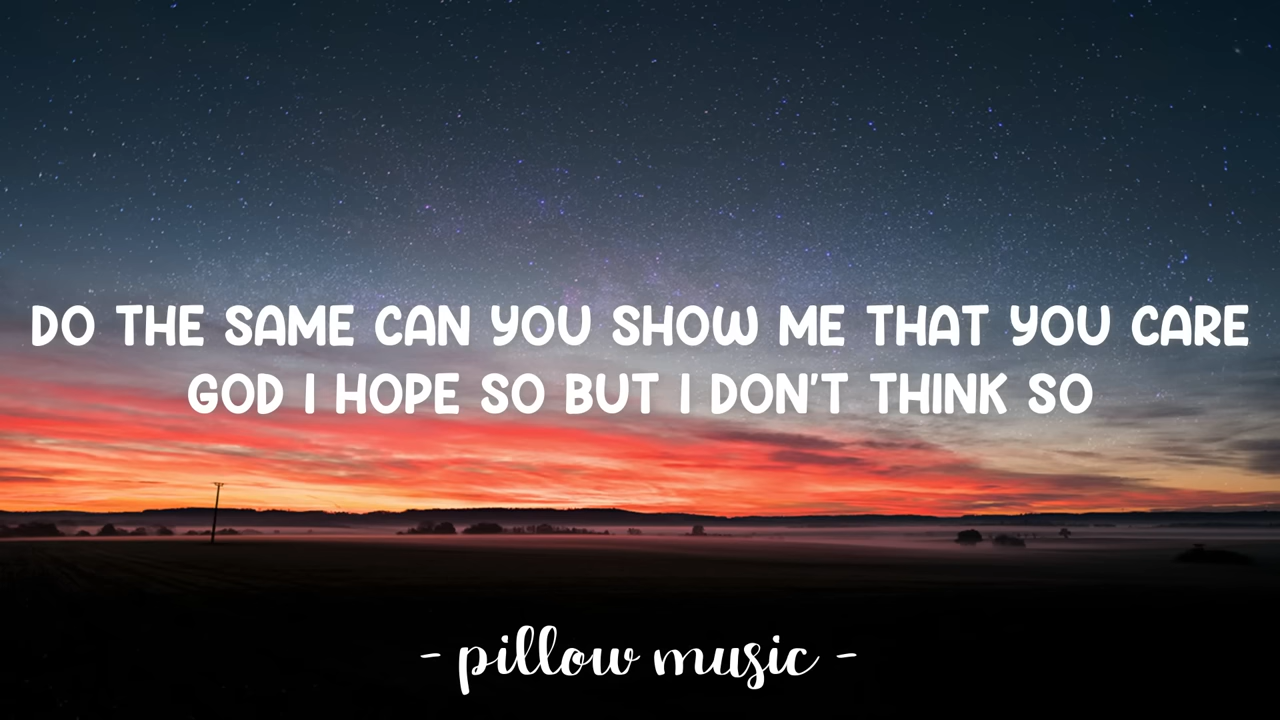 DO THE SAME CAN YOU SHOW ME THAT YOU CARE
GOD I HOPE SO BUT I DON'T THINK SO
- pillow music -